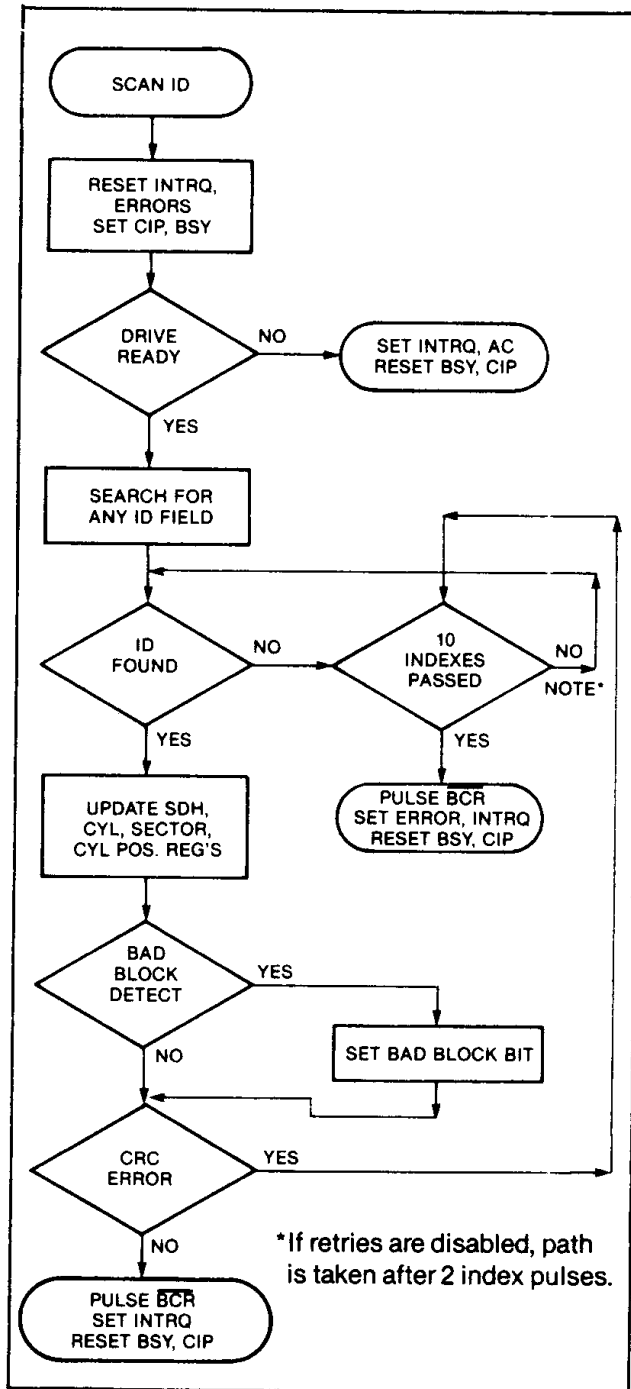 SCAN ID
RESET INTRQ,
ERRORS
SET CIP, BSY
DRIVE
READY
NO
SET INTRQ, AC
RESET BSY, CIP
YES
SEARCH FOR
ANY ID FIELD
ID
FOUND
NO
10
INDEXES
PASSED
NO
NOTE*
YES
YES
PULSE B̅C̅R̅
SET ERROR, INTRQ
RESET BSY, CIP
UPDATE SDH,
CYL, SECTOR,
CYL POS. REG'S
BAD
BLOCK
DETECT
YES
SET BAD BLOCK BIT
NO
CRC
ERROR
YES
NO
*If retries are disabled, path
is taken after 2 index pulses.
PULSE B̅C̅R̅
SET INTRQ
RESET BSY, CIP